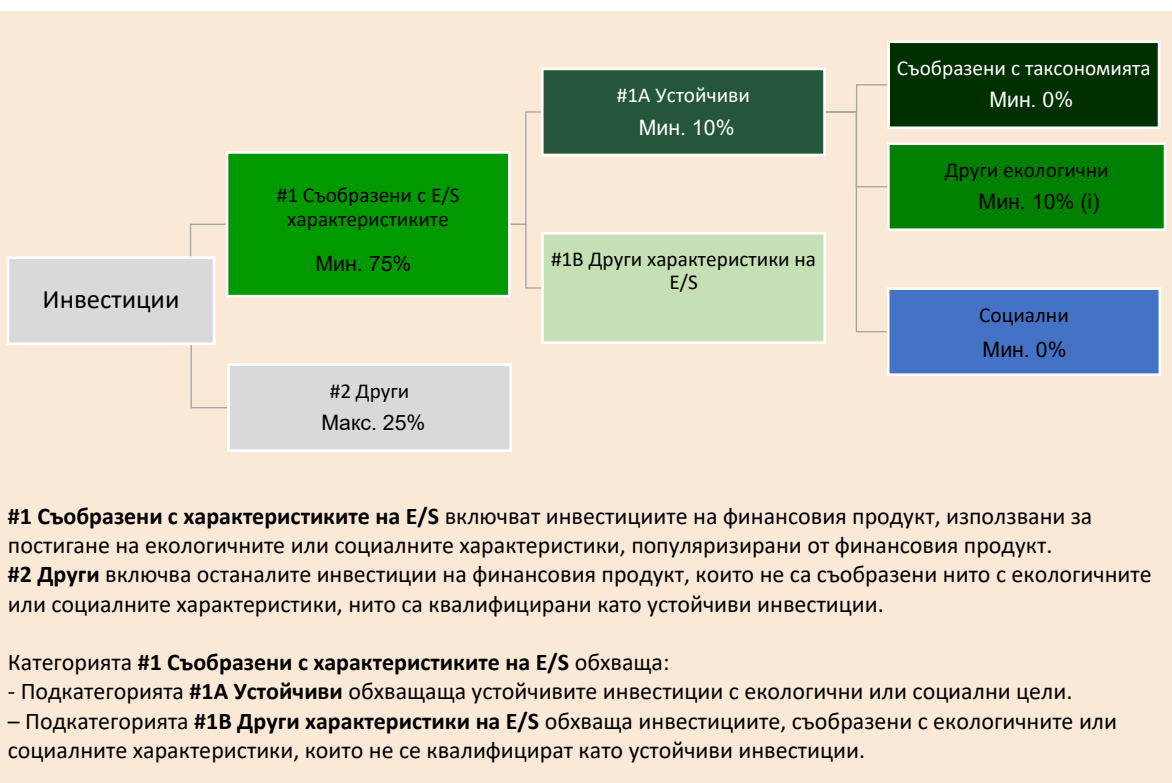 Инвестиции
#1 Съобразени с E/S
характеристиките
Мин. 75%
#2 Други
Макс. 25%
#1A Устойчиви
Мин. 10%
#1B Други характеристики на
E/S
Съобразени с таксономията
Мин. 0%
Други екологични
Мин. 10% (i)
Социални
Мин. 0%
#1 Съобразени с характеристиките на E/S включват инвестициите на финансовия продукт, използвани за
постигане на екологичните или социалните характеристики, популяризирани от финансовия продукт.
#2 Други включва останалите инвестиции на финансовия продукт, които не са съобразени нито с екологичните
или социалните характеристики, нито са квалифицирани като устойчиви инвестиции.
Категорията #1 Съобразени с характеристиките на E/S обхваща:
- Подкатегорията #1A Устойчиви обхващаща устойчивите инвестиции с екологични или социални цели.
– Подкатегорията #1B Други характеристики на E/S обхваща инвестициите, съобразени с екологичните или
социалните характеристики, които не се квалифицират като устойчиви инвестиции.